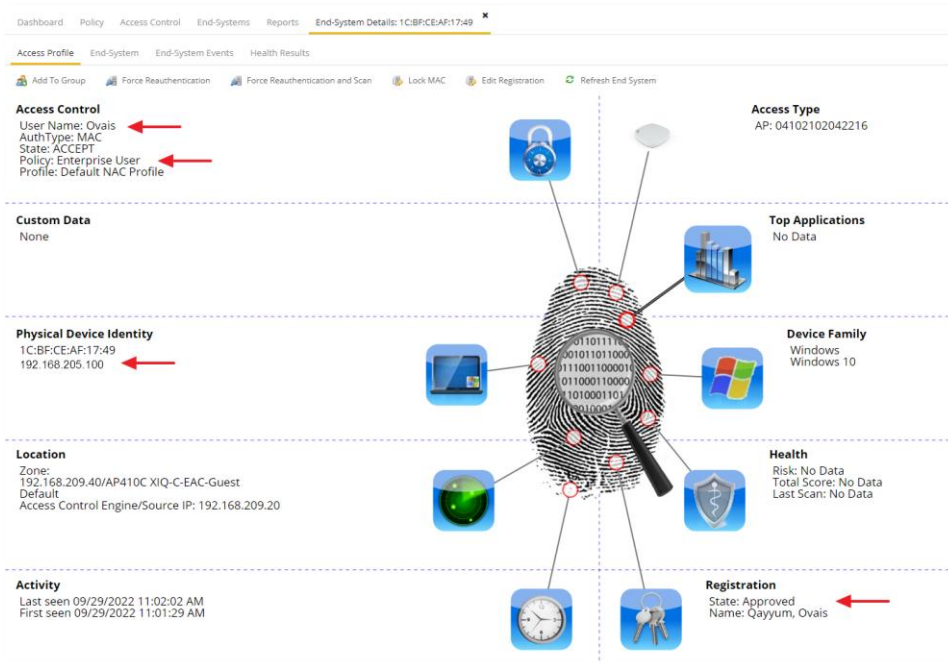 Dashboard Policy Access Control End-Systems Reports End-System Details: 1C:BF:CE:AF:17:49
Access Profile End-System End-System Events Health Results
Add To Group Force Reauthentication Force Reauthentication and Scan Lock MAC Edit Registration Refresh End System
Access Control
User Name: Ovais
AuthType: MAC
State: ACCEPT
Policy: Enterprise User
Profile: Default NAC Profile
Access Type
AP: 04102102042216
Custom Data
None
Top Applications
No Data
Physical Device Identity
1C:BF:CE:AF:17:49
192.168.205.100
Device Family
Windows
Windows 10
Location
Zone:
192.168.209.40/AP410C XIQ-C-EAC-Guest
Default
Access Control Engine/Source IP: 192.168.209.20
Health
Risk: No Data
Total Score: No Data
Last Scan: No Data
Activity
Last seen 09/29/2022 11:02:02 AM
First seen 09/29/2022 11:01:29 AM
Registration
State: Approved
Name: Qayyum, Ovais